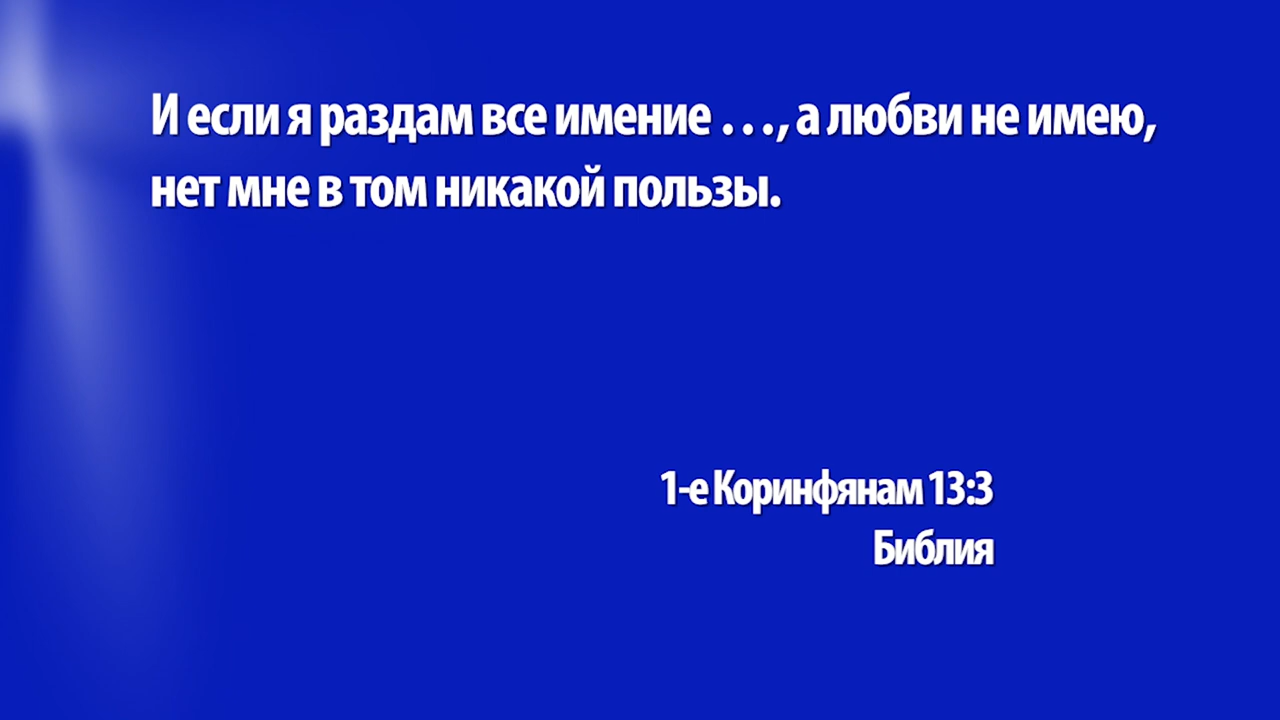 И если я раздам все имение . . ., а любви не имею,
нет мне в том никакой пользы.
1-е Коринфянам 13:3
Библия